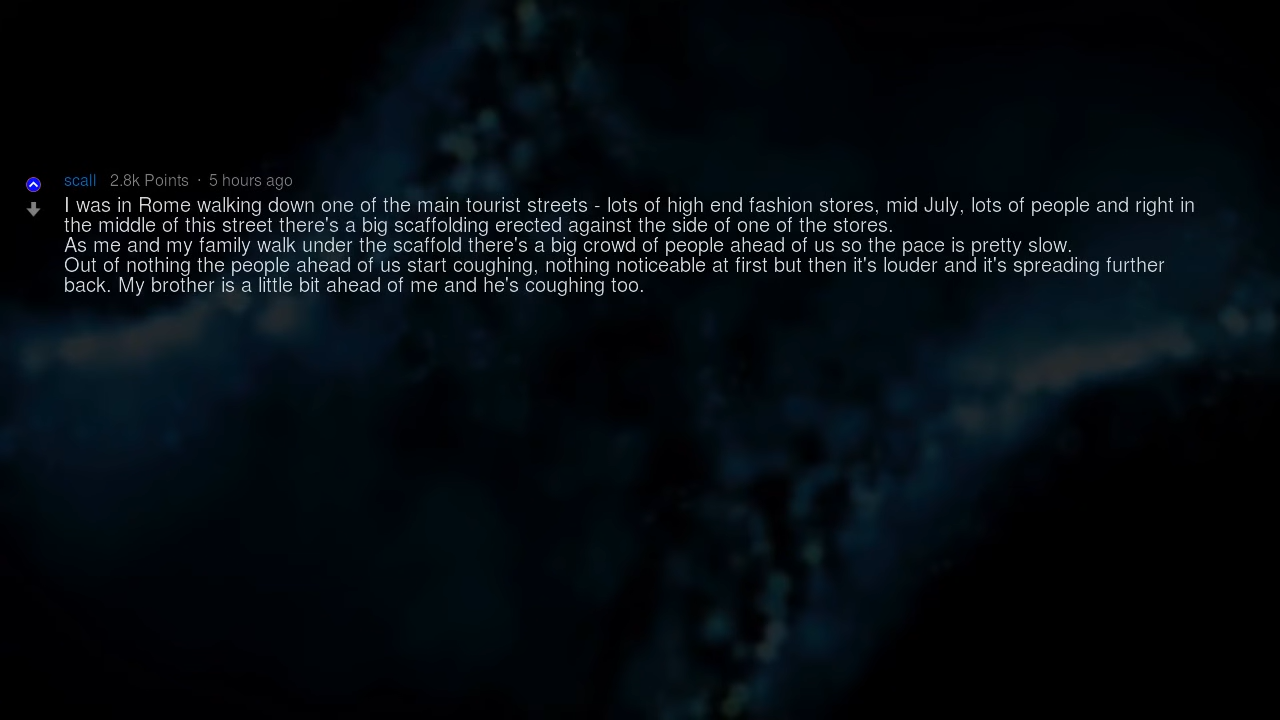 scall 2.8k Points · 5 hours ago
I was in Rome walking down one of the main tourist streets - lots of high end fashion stores, mid July, lots of people and right in
the middle of this street there's a big scaffolding erected against the side of one of the stores.
As me and my family walk under the scaffold there's a big crowd of people ahead of us so the pace is pretty slow.
Out of nothing the people ahead of us start coughing, nothing noticeable at first but then it's louder and it's spreading further
back. My brother is a little bit ahead of me and he's coughing too.